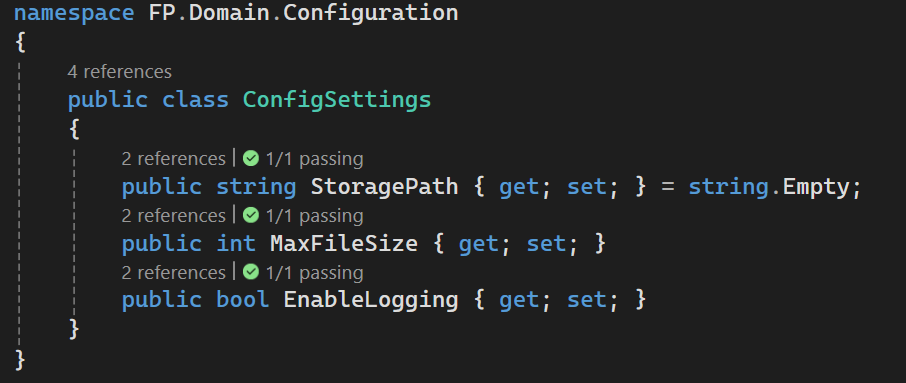 namespace FP.Domain.Configuration
{
4 references
public class ConfigSettings
{
2 references | 1/1 passing
public string StoragePath { get; set; } = string.Empty;
2 references | 1/1 passing
public int MaxFileSize { get; set; }
2 references | 1/1 passing
public bool EnableLogging { get; set; }
}
}